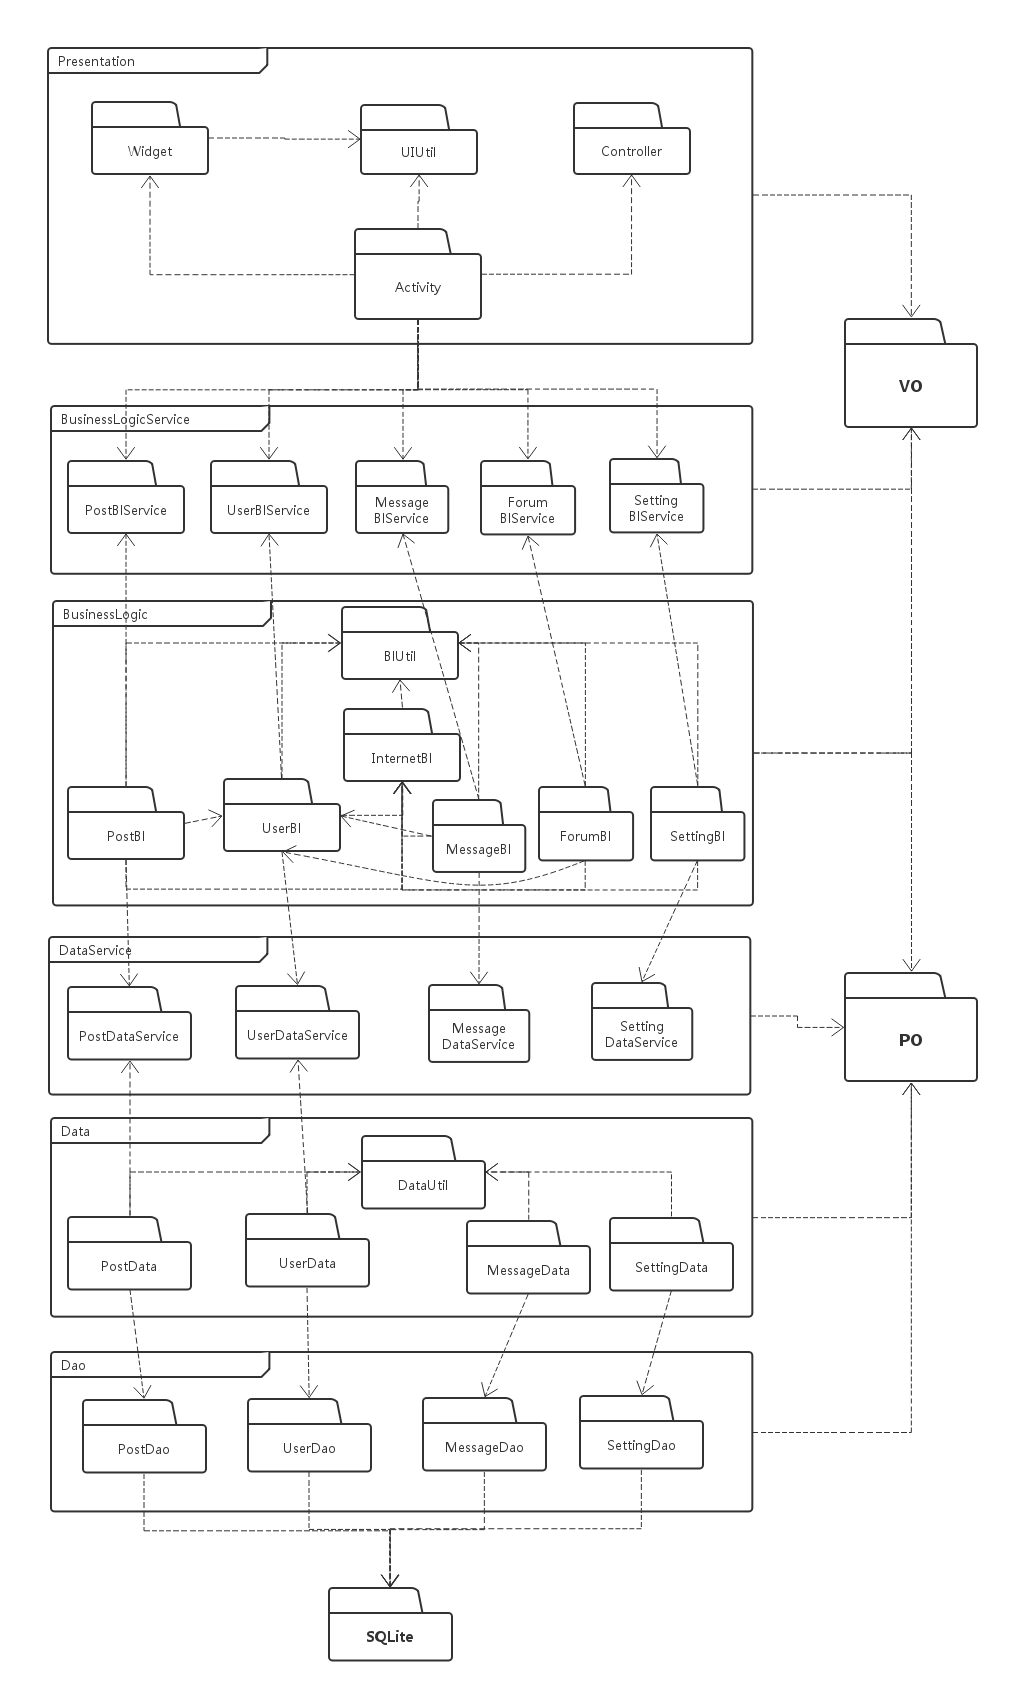 Presentation
Widget
UIUtil
Controller
Activity
VO
BusinessLogicService
PostBlService
UserBlService
Message
BlService
Forum
BlService
Setting
BlService
BusinessLogic
BlUtil
InternetBl
PostBl
UserBl
MessageBl
ForumBl
SettingBl
DataService
PostDataService
UserDataService
Message
DataService
Setting
DataService
PO
Data
DataUtil
PostData
UserData
MessageData
SettingData
Dao
PostDao
UserDao
MessageDao
SettingDao
SQLite